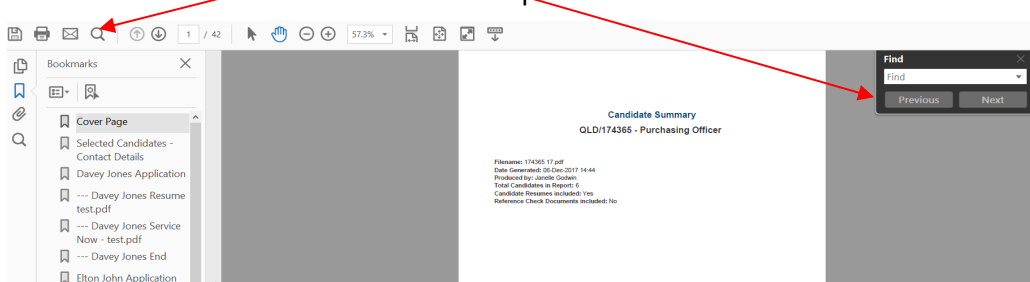 1 / 42
57.3%
Bookmarks
Cover Page
Selected Candidates -
Contact Details
Davey Jones Application
--- Davey Jones Resume
test.pdf
--- Davey Jones Service
Now - test.pdf
--- Davey Jones End
Elton John Application
Candidate Summary
QLD/174365 - Purchasing Officer
Filename: 174365 17.pdf
Date Generated: 06-Dec-2017 14:44
Produced by: Janelle Godwin
Total Candidates in Report: 6
Candidate Resumes included: Yes
Reference Check Documents included: No
Find
Find
Previous Next